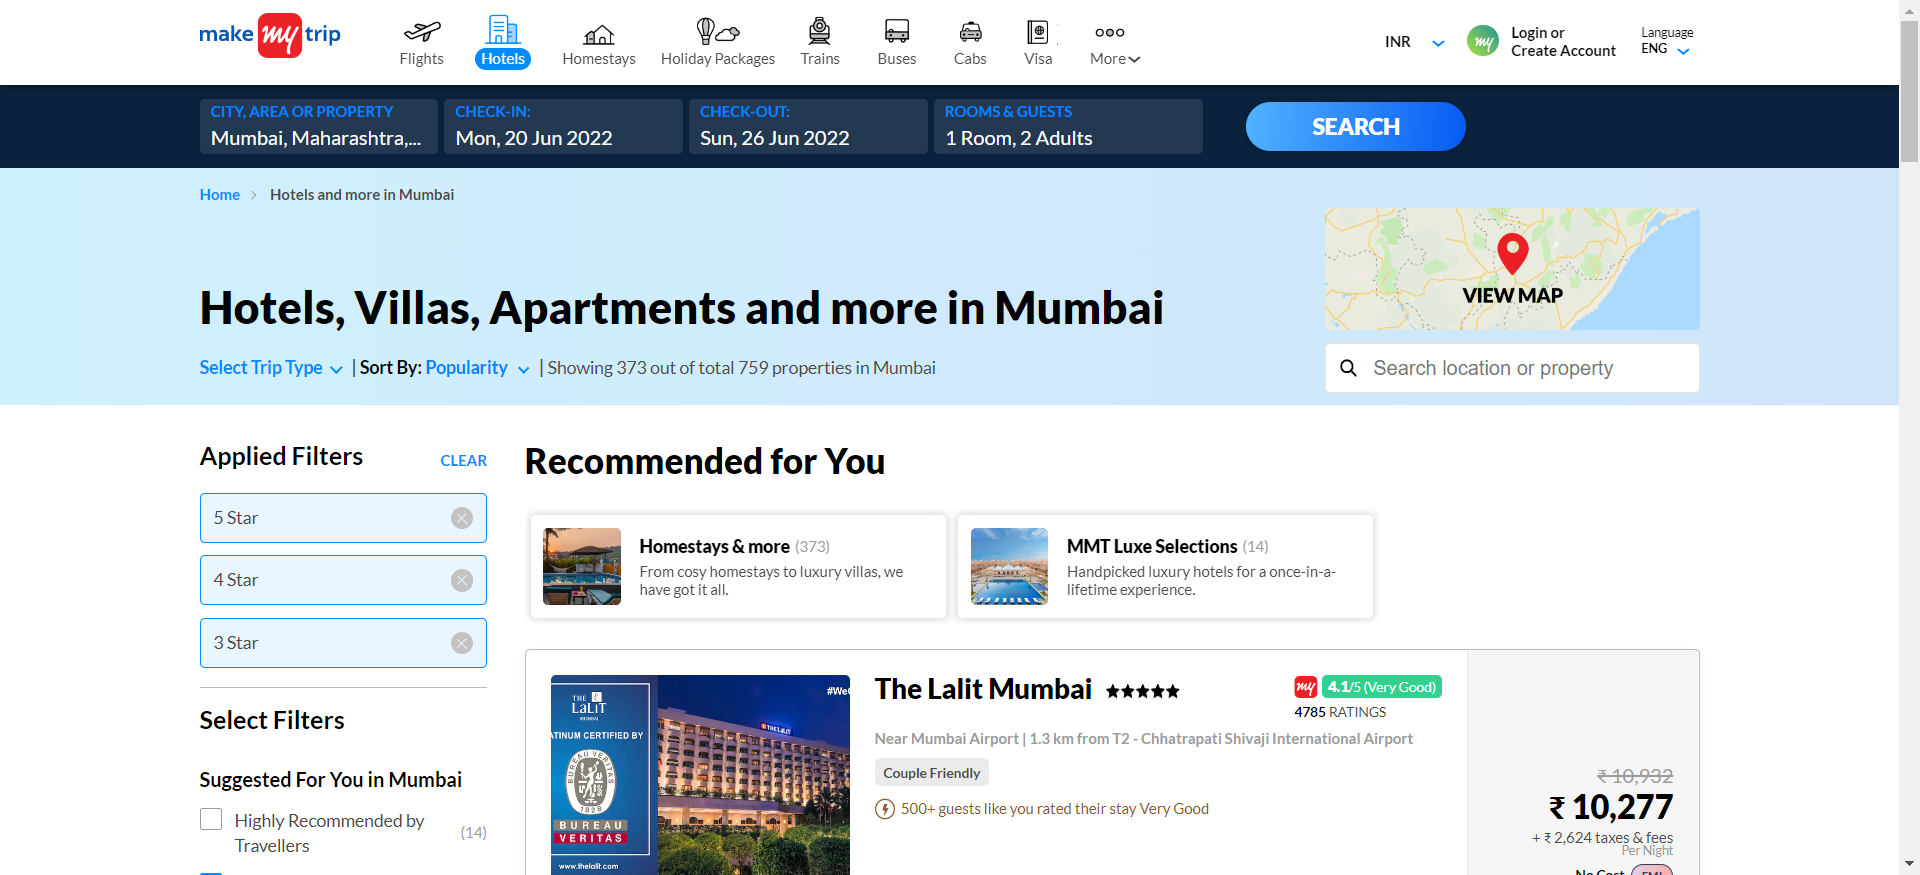 make my trip
Flights
Hotels
Homestays
Holiday Packages
Trains
Buses
Cabs
Visa
More
INR
my
Login or
Create Account
Language
ENG
CITY, AREA OR PROPERTY
Mumbai, Maharashtra,...
CHECK-IN:
Mon, 20 Jun 2022
CHECK-OUT:
Sun, 26 Jun 2022
ROOMS & GUESTS
1 Room, 2 Adults
SEARCH
Home > Hotels and more in Mumbai
VIEW MAP
Hotels, Villas, Apartments and more in Mumbai
Select Trip Type | Sort By: Popularity | Showing 373 out of total 759 properties in Mumbai
Search location or property
Applied Filters
CLEAR
5 Star
4 Star
3 Star
Select Filters
Suggested For You in Mumbai
Highly Recommended by
Travellers
(14)
Recommended for You
Homestays & more (373)
From cosy homestays to luxury villas, we
have got it all.
MMT Luxe Selections (14)
Handpicked luxury hotels for a once-in-a-
lifetime experience.
THE
LaLiT
MUMBAI
ATINUM CERTIFIED BY
BUREAU VERITAS
1828
BUREAU
VERITAS
www.thelalit.com
#We
THE LALIT
The Lalit Mumbai
my 4.1/5 (Very Good)
4785 RATINGS
Near Mumbai Airport | 1.3 km from T2 - Chhatrapati Shivaji International Airport
Couple Friendly
500+ guests like you rated their stay Very Good
₹ 10,932
₹ 10,277
+ ₹ 2,624 taxes & fees
Per Night
No Cost EMI